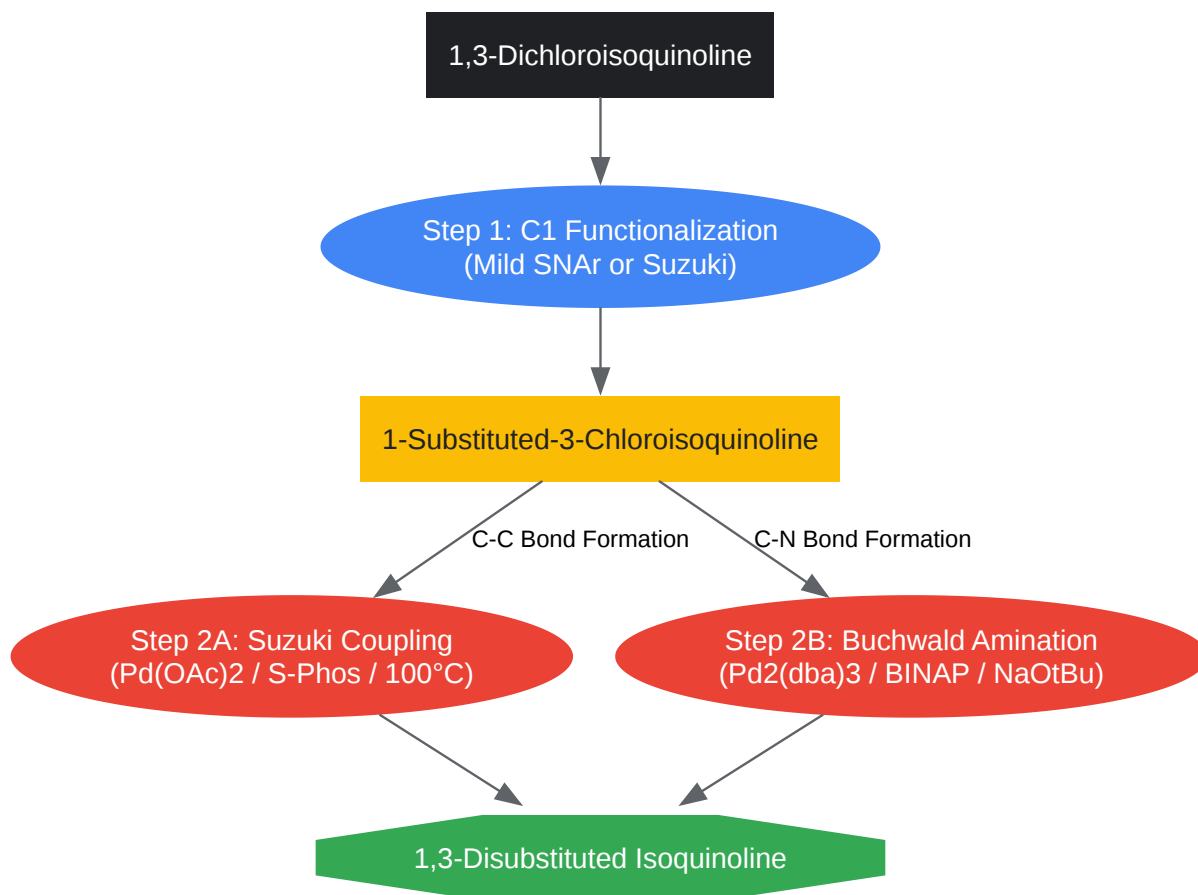 1,3-Dichloroisoquinoline
Step 1: C1 Functionalization
(Mild SNAr or Suzuki)
1-Substituted-3-Chloroisoquinoline
C-C Bond Formation
C-N Bond Formation
Step 2A: Suzuki Coupling
(Pd(OAc)2 / S-Phos / 100°C)
Step 2B: Buchwald Amination
(Pd2(dba)3 / BINAP / NaOtBu)
1,3-Disubstituted Isoquinoline